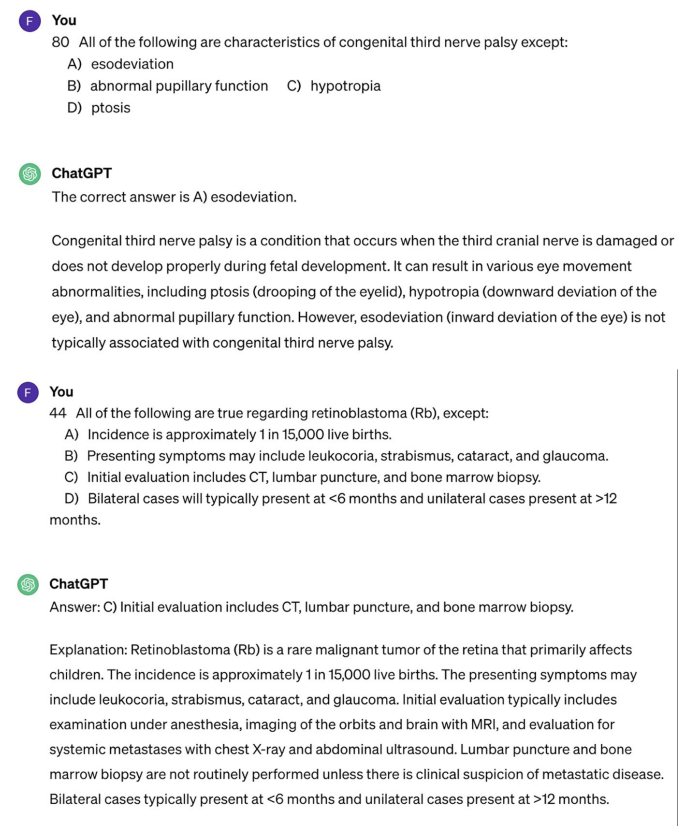 F You
80 All of the following are characteristics of congenital third nerve palsy except:
A) esodeviation
B) abnormal pupillary function C) hypotropia
D) ptosis
ChatGPT
The correct answer is A) esodeviation.
Congenital third nerve palsy is a condition that occurs when the third cranial nerve is damaged or
does not develop properly during fetal development. It can result in various eye movement
abnormalities, including ptosis (drooping of the eyelid), hypotropia (downward deviation of the
eye), and abnormal pupillary function. However, esodeviation (inward deviation of the eye) is not
typically associated with congenital third nerve palsy.
F You
44 All of the following are true regarding retinoblastoma (Rb), except:
A) Incidence is approximately 1 in 15,000 live births.
B) Presenting symptoms may include leukocoria, strabismus, cataract, and glaucoma.
C) Initial evaluation includes CT, lumbar puncture, and bone marrow biopsy.
D) Bilateral cases will typically present at <6 months and unilateral cases present at >12
months.
ChatGPT
Answer: C) Initial evaluation includes CT, lumbar puncture, and bone marrow biopsy.
Explanation: Retinoblastoma (Rb) is a rare malignant tumor of the retina that primarily affects
children. The incidence is approximately 1 in 15,000 live births. The presenting symptoms may
include leukocoria, strabismus, cataract, and glaucoma. Initial evaluation typically includes
examination under anesthesia, imaging of the orbits and brain with MRI, and evaluation for
systemic metastases with chest X-ray and abdominal ultrasound. Lumbar puncture and bone
marrow biopsy are not routinely performed unless there is clinical suspicion of metastatic disease.
Bilateral cases typically present at <6 months and unilateral cases present at >12 months.